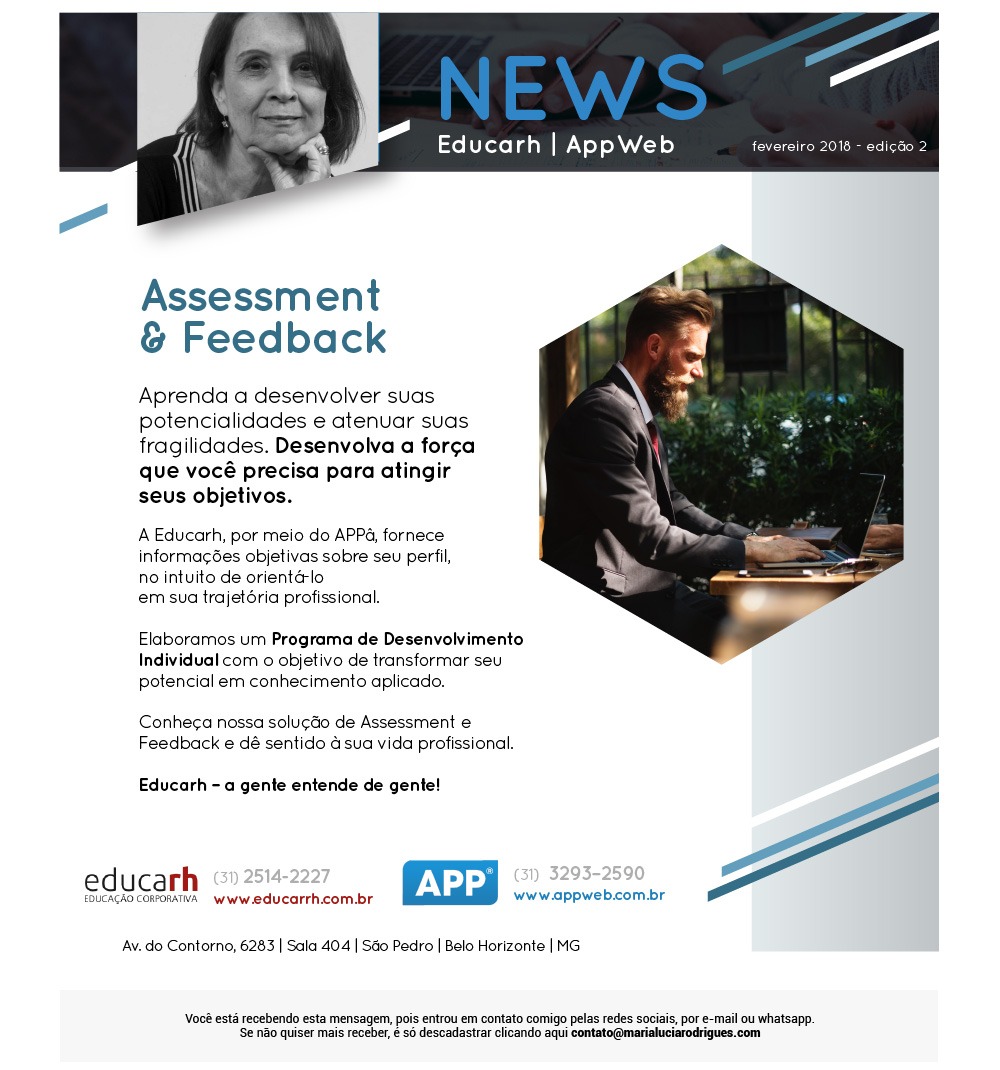 NEWS
Educarh | AppWeb
fevereiro 2018 - edição 2
Assessment
& Feedback
Aprenda a desenvolver suas
potencialidades e atenuar suas
fragilidades. Desenvolva a força
que você precisa para atingir
seus objetivos.
A Educarh, por meio do APPâ, fornece
informações objetivas sobre seu perfil,
no intuito de orientá-lo
em sua trajetória profissional.
Elaboramos um Programa de Desenvolvimento
Individual com o objetivo de transformar seu
potencial em conhecimento aplicado.
Conheça nossa solução de Assessment e
Feedback e dê sentido à sua vida profissional.
Educarh – a gente entende de gente!
educarh
EDUCAÇÃO CORPORATIVA
(31) 2514-2227
www.educarrh.com.br
APP®
(31) 3293-2590
www.appweb.com.br
Av. do Contorno, 6283 | Sala 404 | São Pedro | Belo Horizonte | MG
Você está recebendo esta mensagem, pois entrou em contato comigo pelas redes sociais, por e-mail ou whatsapp.
Se não quiser mais receber, é só descadastrar clicando aqui contato@marialuciarodrigues.com